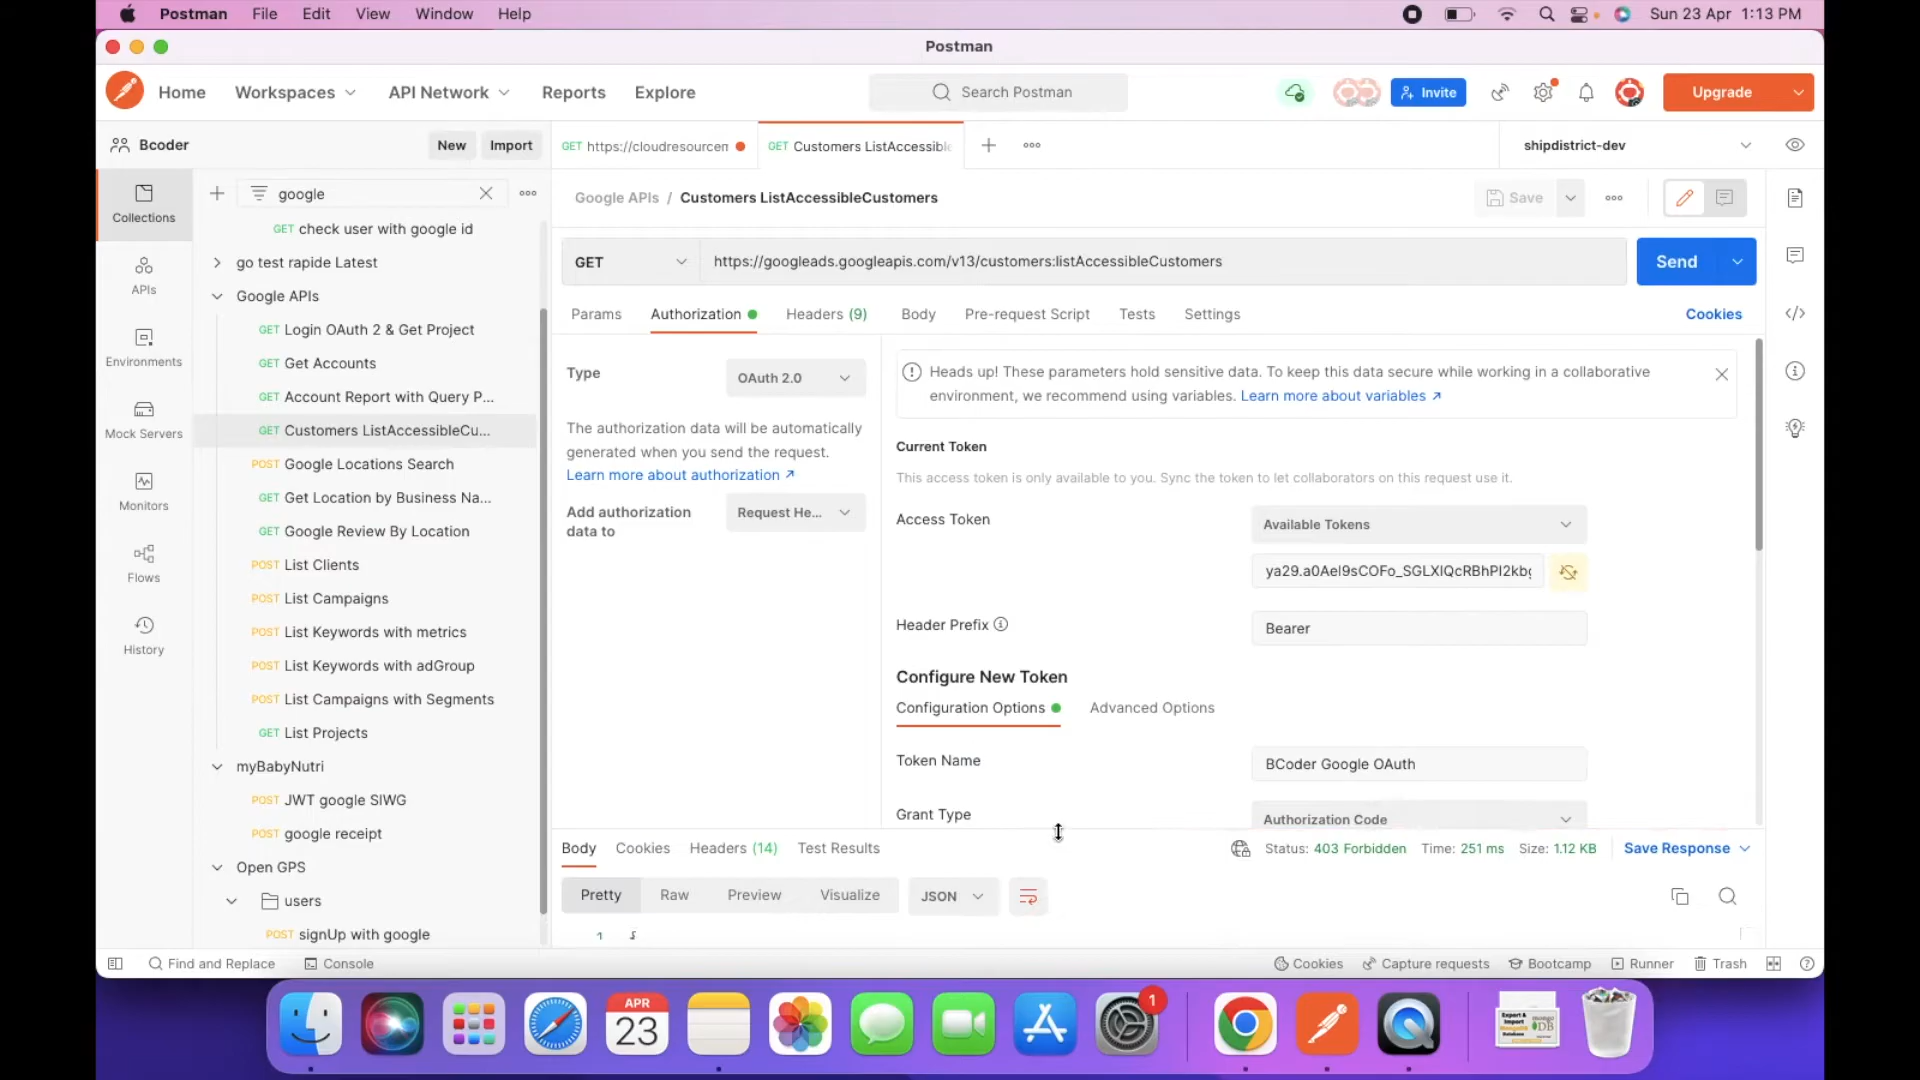 Postman File Edit View Window Help Sun 23 Apr 1:13 PM
Postman
Home Workspaces API Network Reports Explore Search Postman Invite Upgrade
Bcoder New Import GET https://cloudresourcem GET Customers ListAccessible shipdistrict-dev
google
Google APIs / Customers ListAccessibleCustomers Save
Collections
APIs
Environments
Mock Servers
Monitors
Flows
History
GET check user with google id
go test rapide Latest
Google APIs
GET Login OAuth 2 & Get Project
GET Get Accounts
GET Account Report with Query P...
GET Customers ListAccessibleCu...
POST Google Locations Search
GET Get Location by Business Na...
GET Google Review By Location
POST List Clients
POST List Campaigns
POST List Keywords with metrics
POST List Keywords with adGroup
POST List Campaigns with Segments
GET List Projects
myBabyNutri
POST JWT google SIWG
POST google receipt
Open GPS
users
POST signUp with google
GET https://googleads.googleapis.com/v13/customers:listAccessibleCustomers Send
Params Authorization Headers (9) Body Pre-request Script Tests Settings Cookies
Type OAuth 2.0
The authorization data will be automatically
generated when you send the request.
Learn more about authorization ↗
Add authorization
data to
Request He...
Heads up! These parameters hold sensitive data. To keep this data secure while working in a collaborative
environment, we recommend using variables. Learn more about variables ↗
Current Token
This access token is only available to you. Sync the token to let collaborators on this request use it.
Access Token Available Tokens
Header Prefix Bearer
Configure New Token
Configuration Options Advanced Options
Token Name BCoder Google OAuth
Grant Type Authorization Code
Body Cookies Headers (14) Test Results Status: 403 Forbidden Time: 251 ms Size: 1.12 KB Save Response
Pretty Raw Preview Visualize JSON
1
Find and Replace Console Cookies Capture requests Bootcamp Runner Trash
APR
23
1
Export &
Import